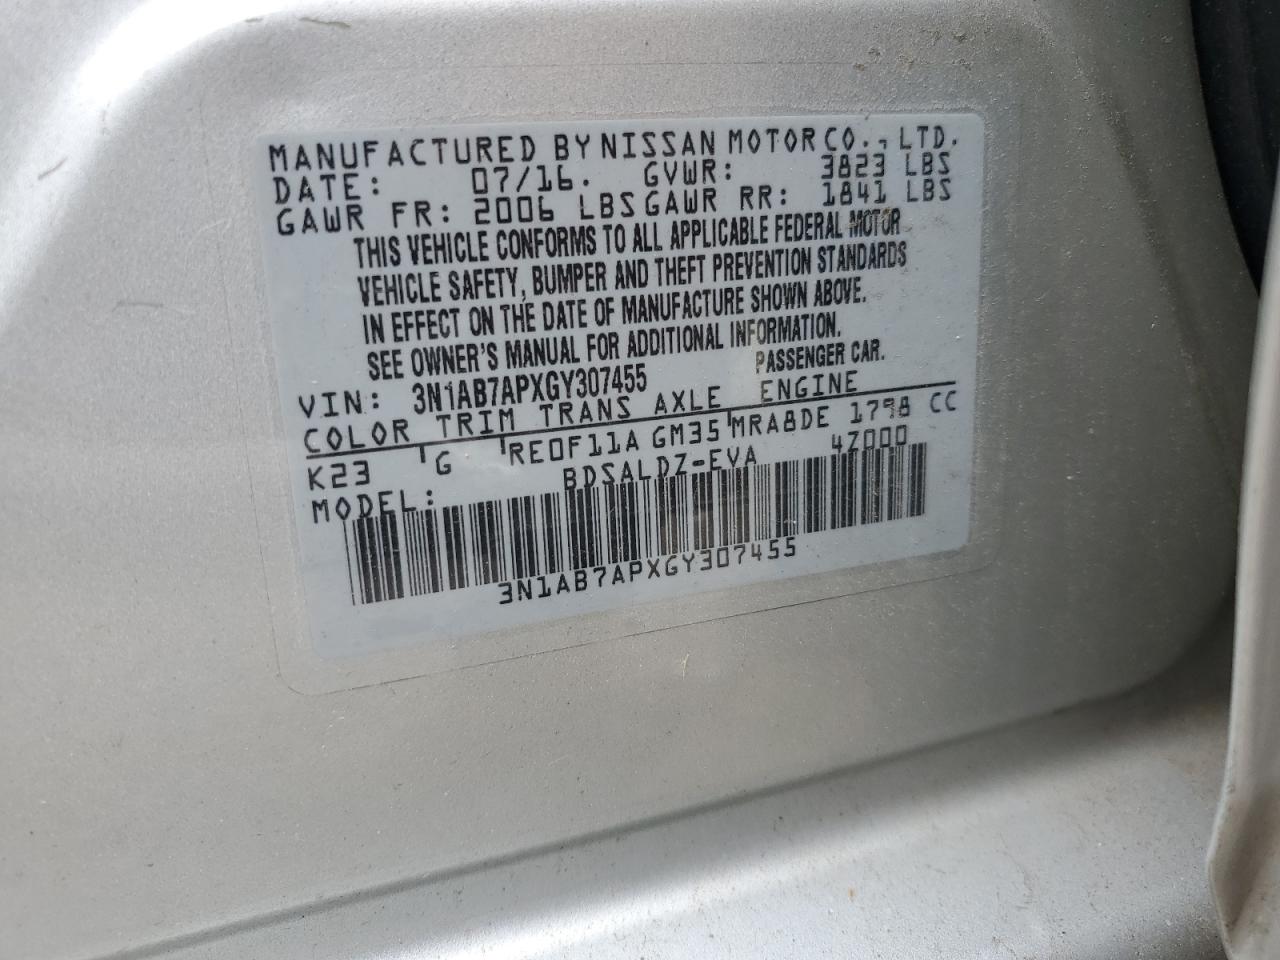 MANUFACTURED BY NISSAN MOTOR CO., LTD.
DATE: 07/16. GVWR: 3823 LBS
GAWR FR: 2006 LBS GAWR RR: 1841 LBS
THIS VEHICLE CONFORMS TO ALL APPLICABLE FEDERAL MOTOR
VEHICLE SAFETY, BUMPER AND THEFT PREVENTION STANDARDS
IN EFFECT ON THE DATE OF MANUFACTURE SHOWN ABOVE.
SEE OWNER'S MANUAL FOR ADDITIONAL INFORMATION.
VIN: 3N1AB7APXGY307455 PASSENGER CAR.
COLOR TRIM TRANS AXLE ENGINE
K23 G RE0F11A GM35 MRA8DE 1798 CC
MODEL: BDSALDZ-EVA 4Z000
3N1AB7APXGY307455